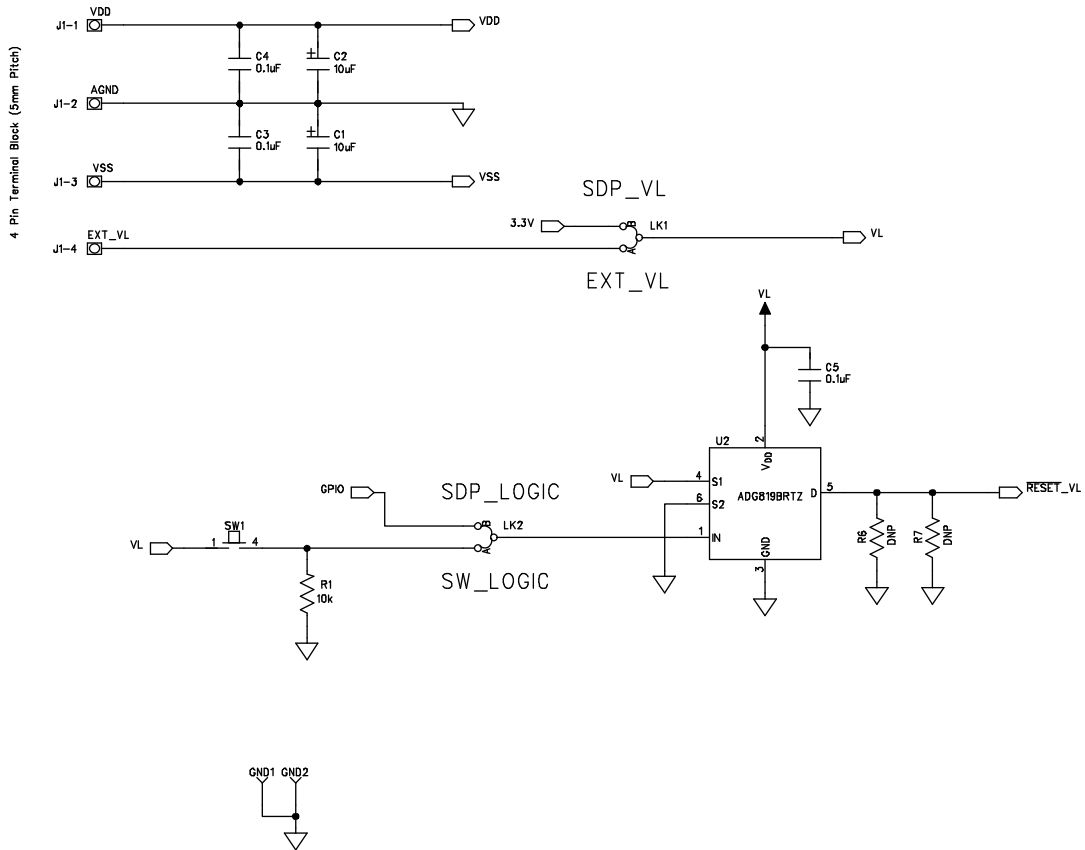 4 Pin Terminal Block (5mm Pitch)
J1-1
VDD
VDD
C4
0.1uF
+
C2
10uF
J1-2
AGND
C3
0.1uF
+
C1
10uF
J1-3
VSS
VSS
SDP_VL
3.3V
B
LK1
VL
J1-4
EXT_VL
A
EXT_VL
VL
C5
0.1uF
U2
2
VDD
VL
4
S1
ADG819BRTZ
D
5
RESET_VL
6
S2
GPIO
SDP_LOGIC
B
LK2
1
IN
GND
3
R6
DNP
R7
DNP
SW1
VL
1
4
A
SW_LOGIC
R1
10k
GND1
GND2